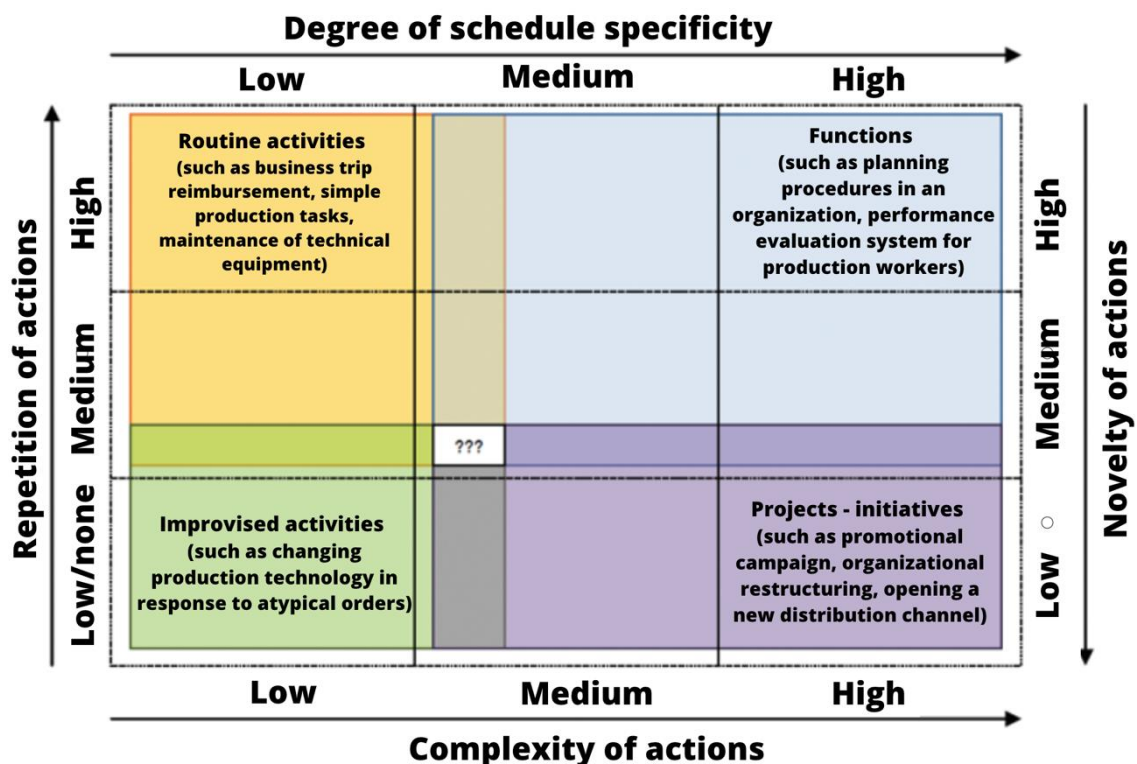 Degree of schedule specificity
Low
Medium
High
Repetition of actions
High
Medium
Low/none
Routine activities
(such as business trip
reimbursement, simple
production tasks,
maintenance of technical
equipment)
Functions
(such as planning
procedures in an
organization, performance
evaluation system for
production workers)
???
Improvised activities
(such as changing
production technology in
response to atypical orders)
Projects - initiatives
(such as promotional
campaign, organizational
restructuring, opening a
new distribution channel)
High
Medium
Low
Novelty of actions
Low
Medium
High
Complexity of actions